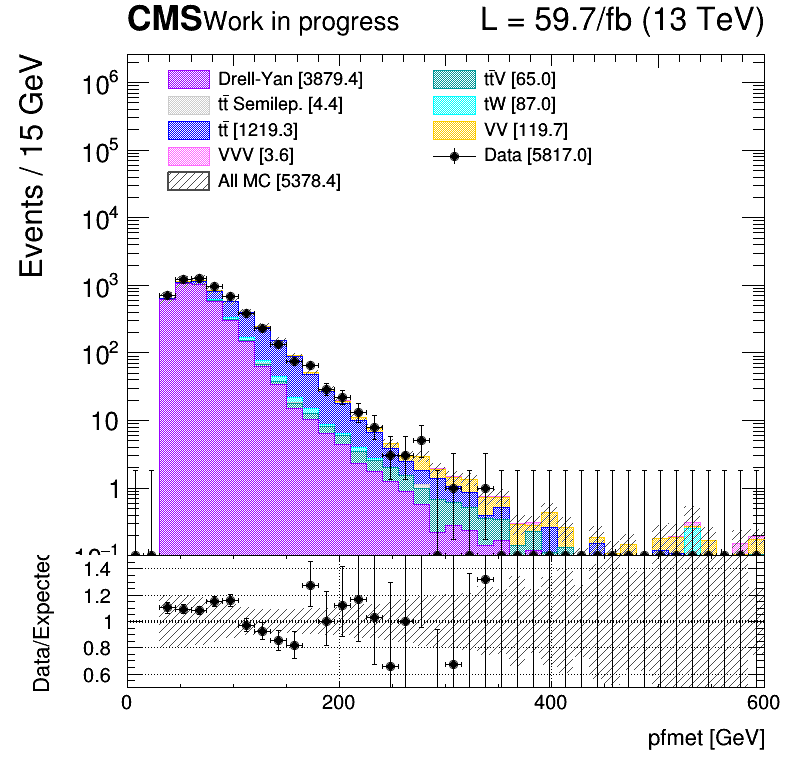 CMS Work in progress L = 59.7/fb (13 TeV)
Events / 15 GeV
Drell-Yan [3879.4]
tt̄ Semilep. [4.4]
tt̄ [1219.3]
VVV [3.6]
All MC [5378.4]
tt̄V [65.0]
tW [87.0]
VV [119.7]
Data [5817.0]
10⁶
10⁵
10⁴
10³
10²
10
1
10⁻¹
Data/Expected
1.4
1.2
1
0.8
0.6
0 200 400 600
pfmet [GeV]